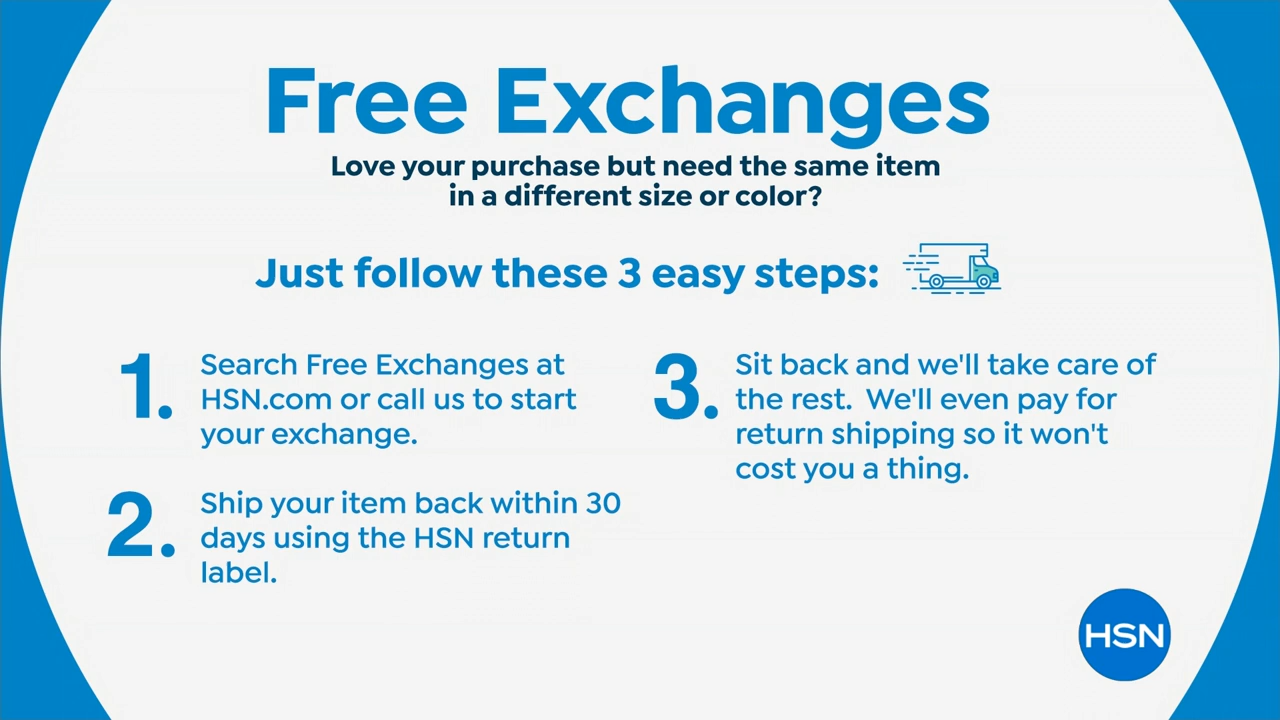 Free Exchanges
Love your purchase but need the same item
in a different size or color?
Just follow these 3 easy steps:
1. Search Free Exchanges at
HSN.com or call us to start
your exchange.
2. Ship your item back within 30
days using the HSN return
label.
3. Sit back and we'll take care of
the rest.  We'll even pay for
return shipping so it won't
cost you a thing.
HSN